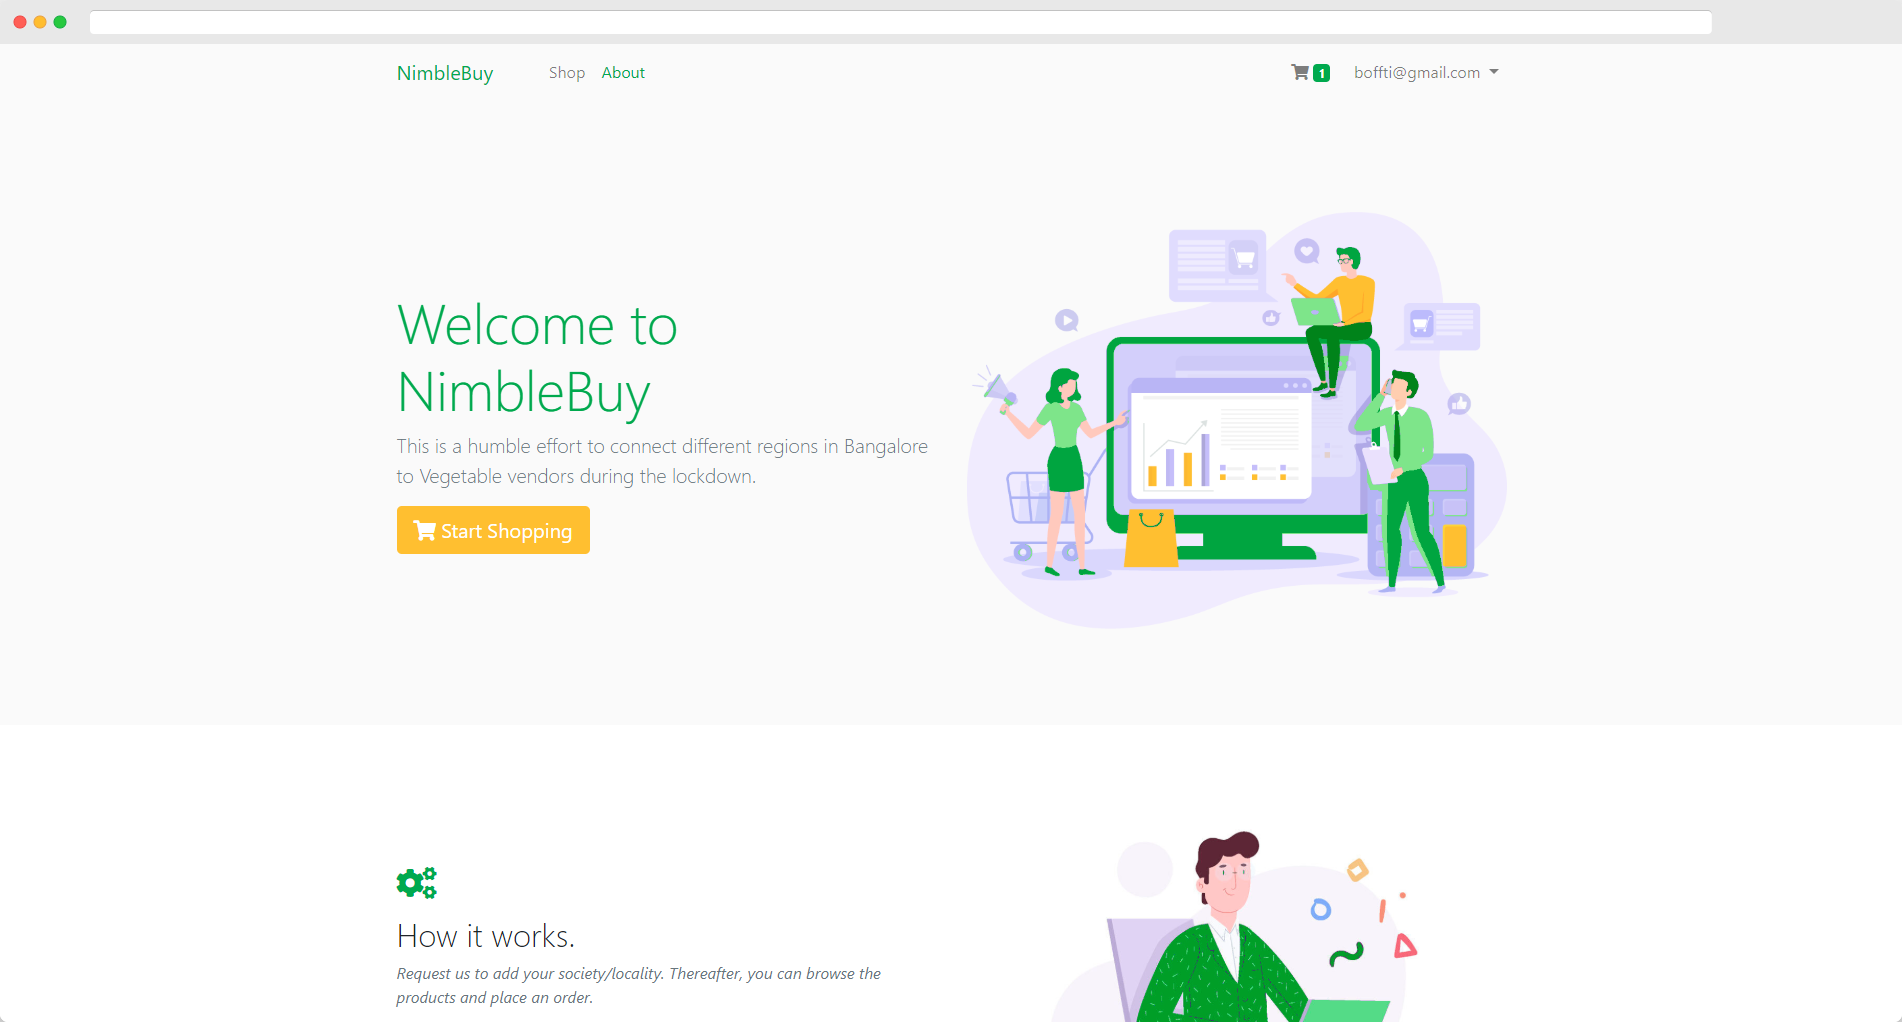 NimbleBuy Shop About 1 boffti@gmail.com
Welcome to
NimbleBuy
This is a humble effort to connect different regions in Bangalore
to Vegetable vendors during the lockdown.
Start Shopping
How it works.
Request us to add your society/locality. Thereafter, you can browse the
products and place an order.